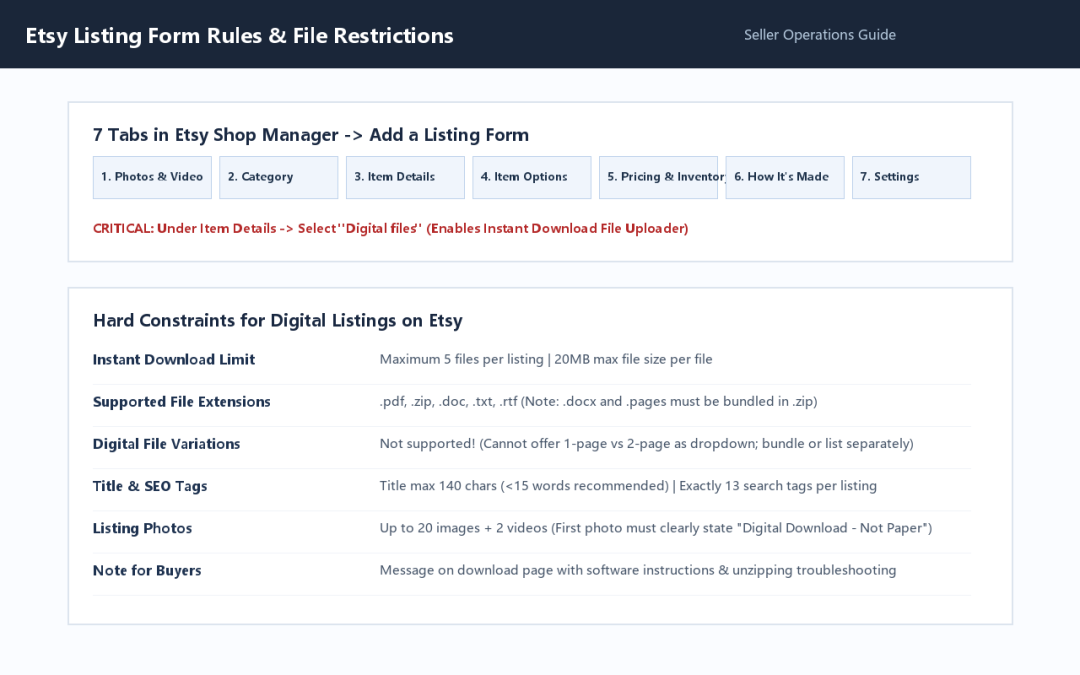 Etsy Listing Form Rules & File Restrictions
Seller Operations Guide
7 Tabs in Etsy Shop Manager -> Add a Listing Form
1. Photos & Video
2. Category
3. Item Details
4. Item Options
5. Pricing & Inventor
6. How It's Made
7. Settings
CRITICAL: Under Item Details -> Select "Digital files" (Enables Instant Download File Uploader)
Hard Constraints for Digital Listings on Etsy
Instant Download Limit
Maximum 5 files per listing | 20MB max file size per file
Supported File Extensions
.pdf, .zip, .doc, .txt, .rtf (Note: .docx and .pages must be bundled in .zip)
Digital File Variations
Not supported! (Cannot offer 1-page vs 2-page as dropdown; bundle or list separately)
Title & SEO Tags
Title max 140 chars (<15 words recommended) | Exactly 13 search tags per listing
Listing Photos
Up to 20 images + 2 videos (First photo must clearly state "Digital Download - Not Paper")
Note for Buyers
Message on download page with software instructions & unzipping troubleshooting